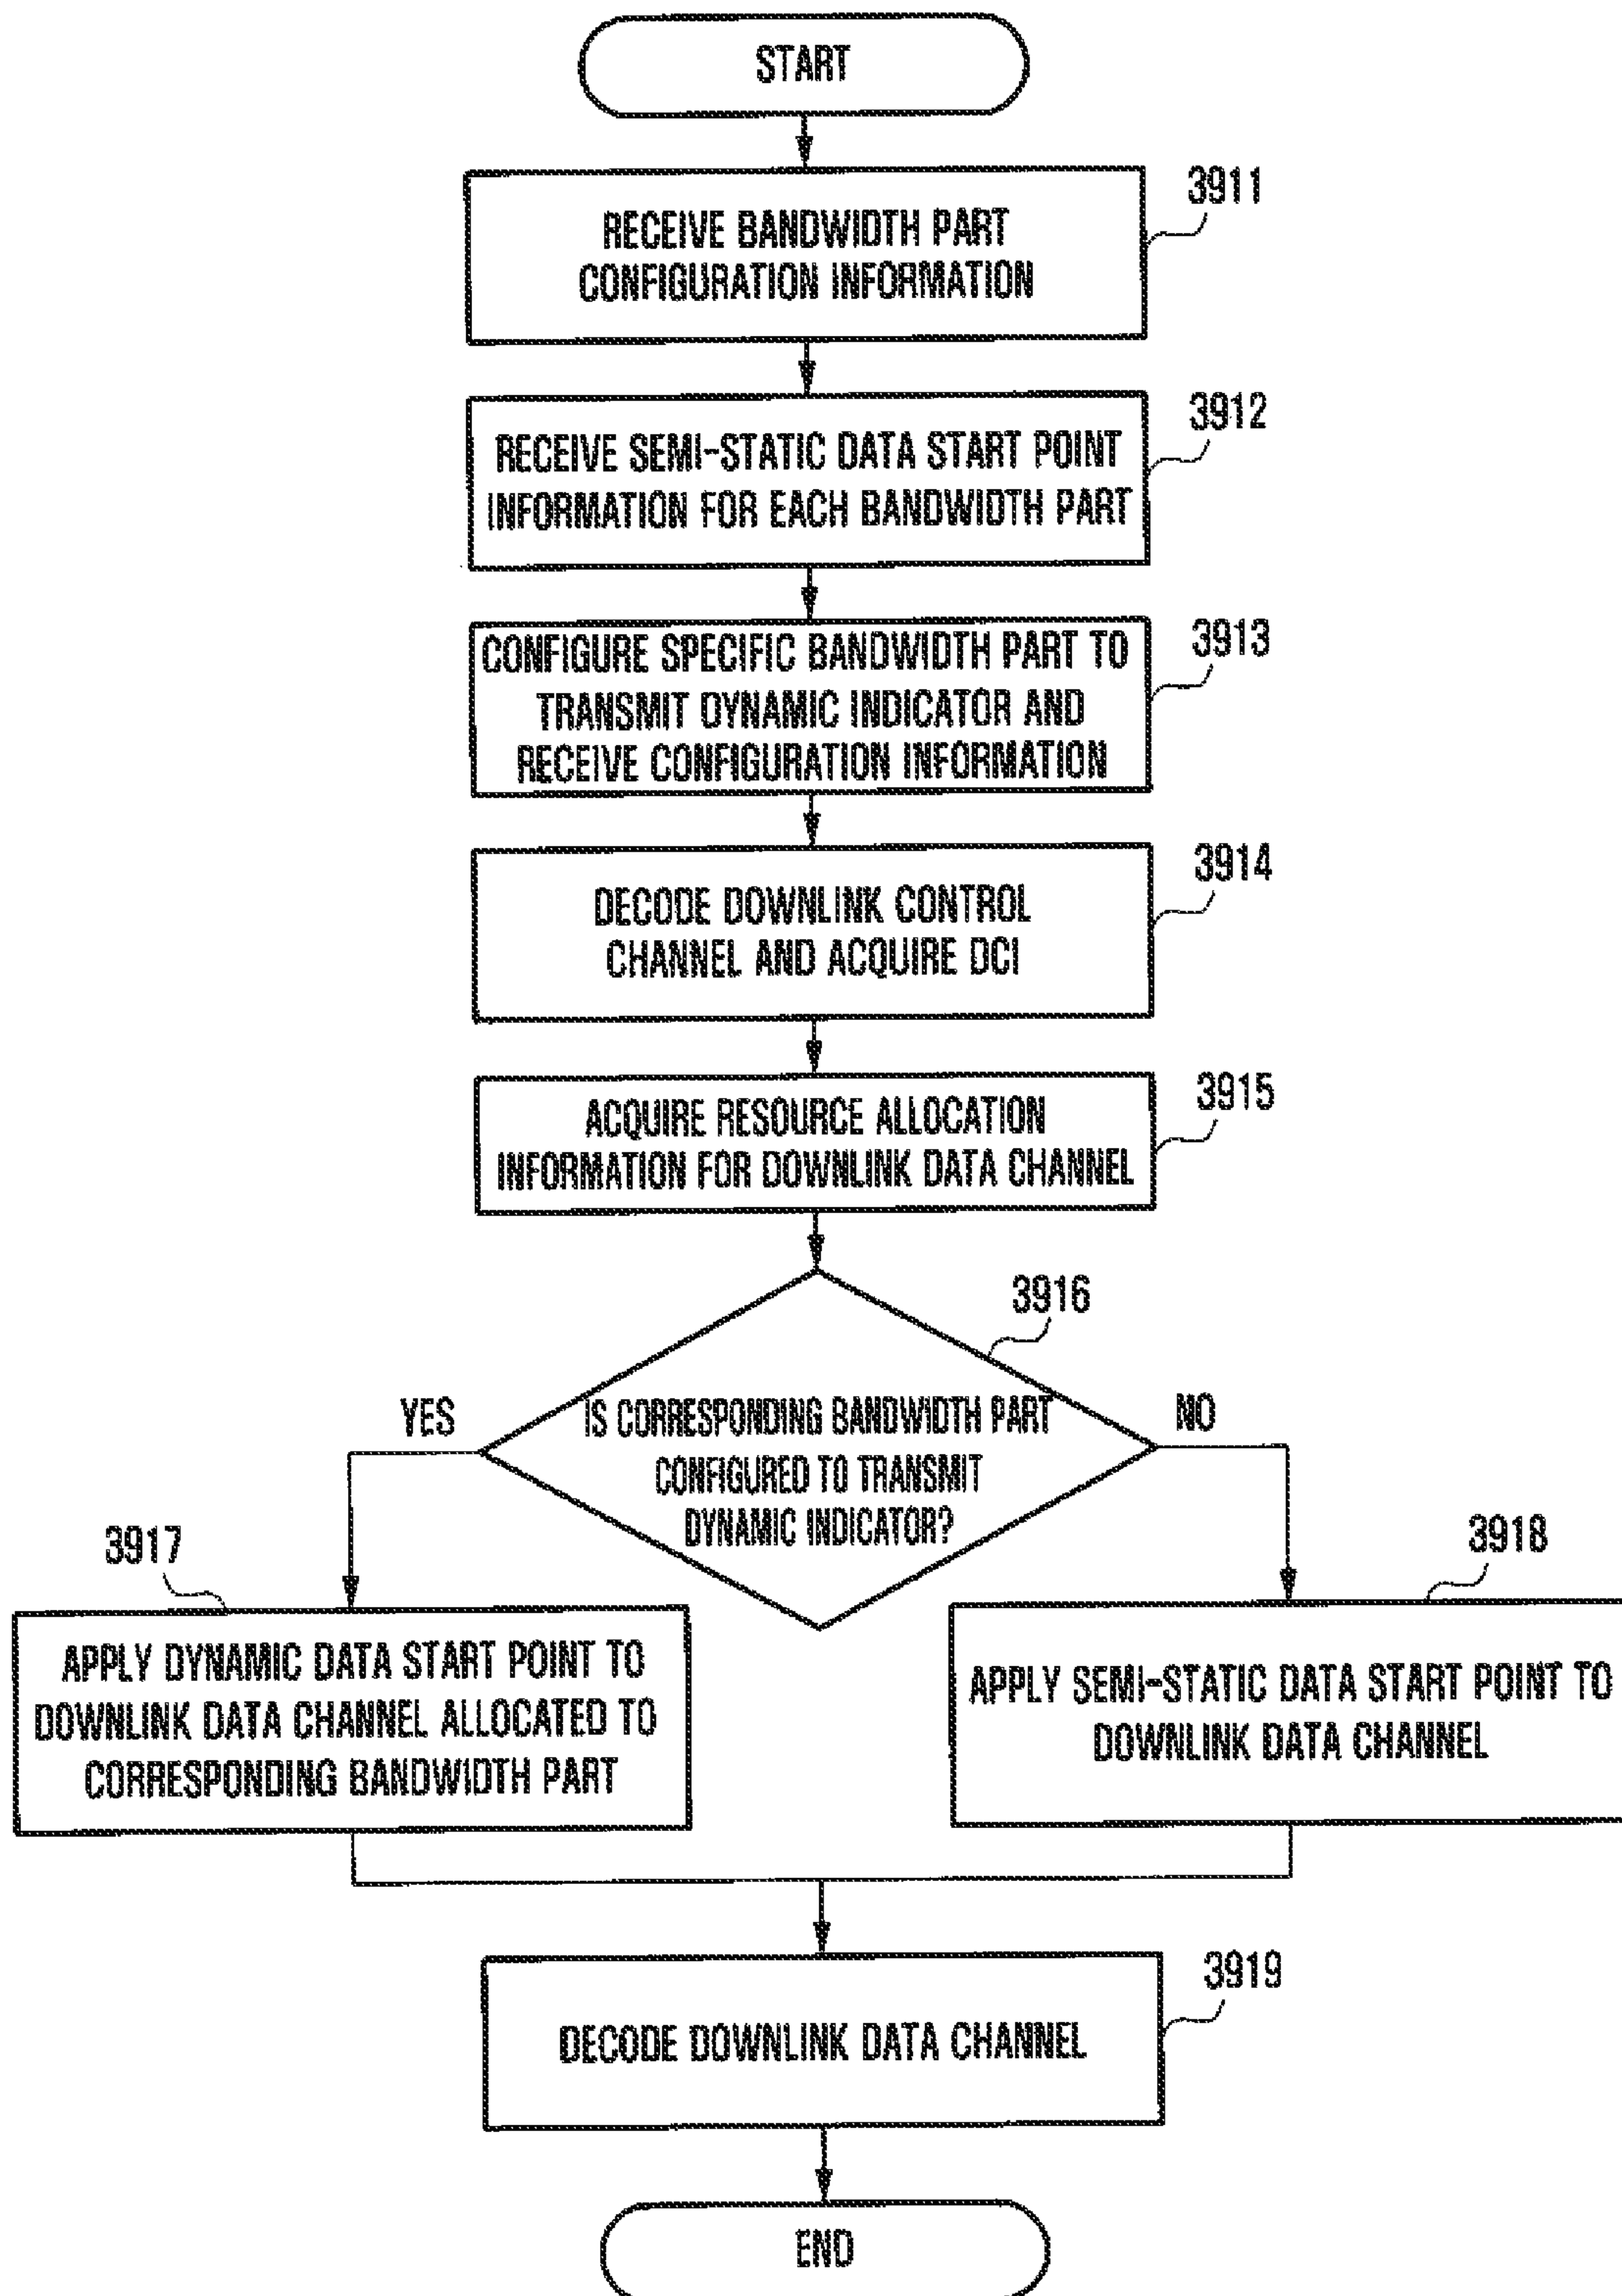 START
3911
RECEIVE BANDWIDTH PART
CONFIGURATION INFORMATION
3912
RECEIVE SEMI-STATIC DATA START POINT
INFORMATION FOR EACH BANDWIDTH PART
3913
CONFIGURE SPECIFIC BANDWIDTH PART TO
TRANSMIT DYNAMIC INDICATOR AND
RECEIVE CONFIGURATION INFORMATION
3914
DECODE DOWNLINK CONTROL
CHANNEL AND ACQUIRE DCI
3915
ACQUIRE RESOURCE ALLOCATION
INFORMATION FOR DOWNLINK DATA CHANNEL
3916
IS CORRESPONDING BANDWIDTH PART
CONFIGURED TO TRANSMIT
DYNAMIC INDICATOR?
YES
NO
3917
APPLY DYNAMIC DATA START POINT TO
DOWNLINK DATA CHANNEL ALLOCATED TO
CORRESPONDING BANDWIDTH PART
3918
APPLY SEMI-STATIC DATA START POINT TO
DOWNLINK DATA CHANNEL
3919
DECODE DOWNLINK DATA CHANNEL
END